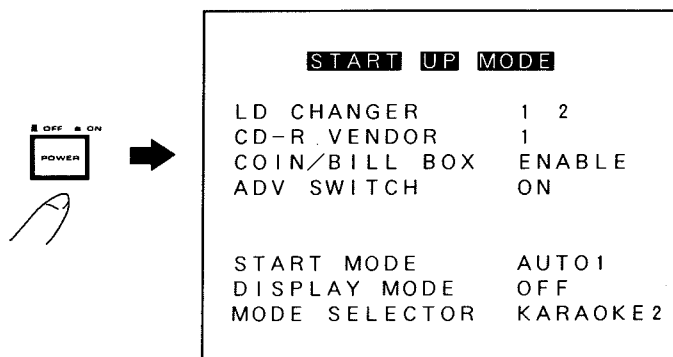 OFF ON
POWER
START UP MODE
LD CHANGER 1 2
CD-R VENDOR 1
COIN/BILL BOX ENABLE
ADV SWITCH ON
START MODE AUTO1
DISPLAY MODE OFF
MODE SELECTOR KARAOKE2